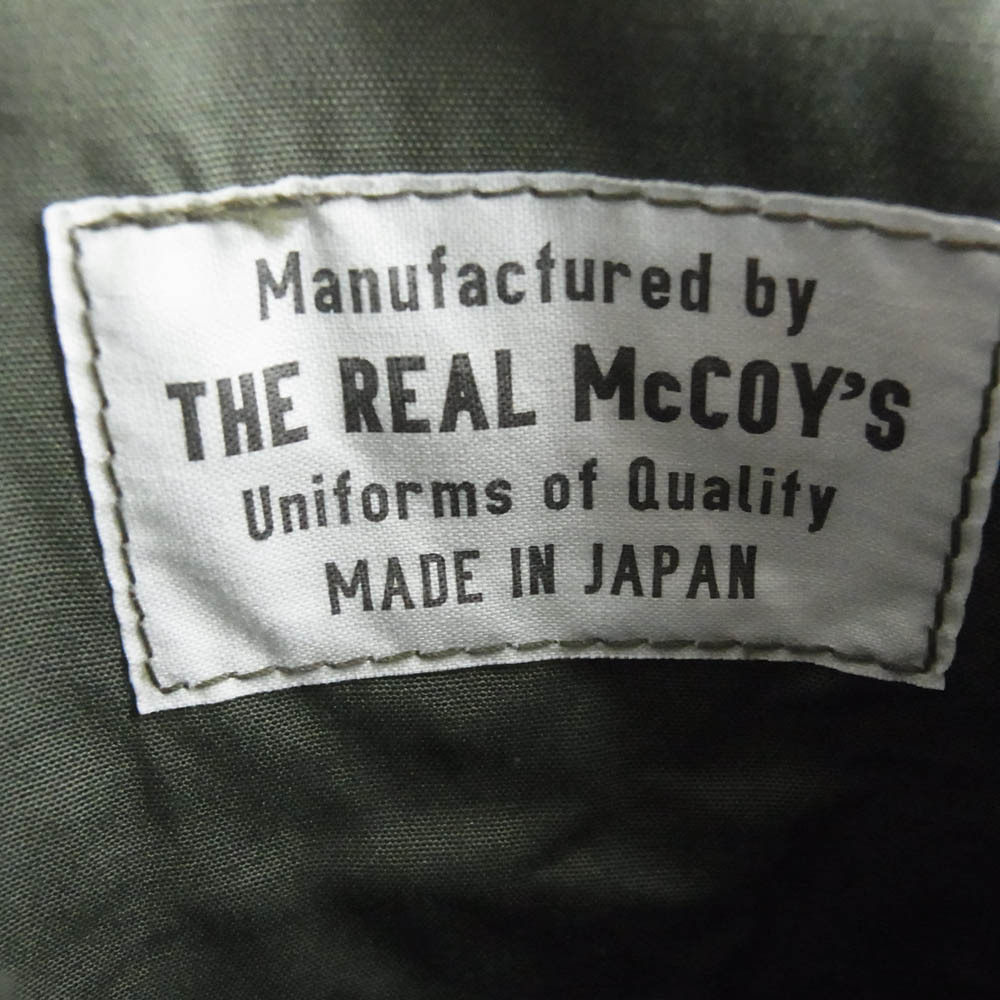 Manufactured by
THE REAL McCOY'S
Uniforms of Quality
MADE IN JAPAN